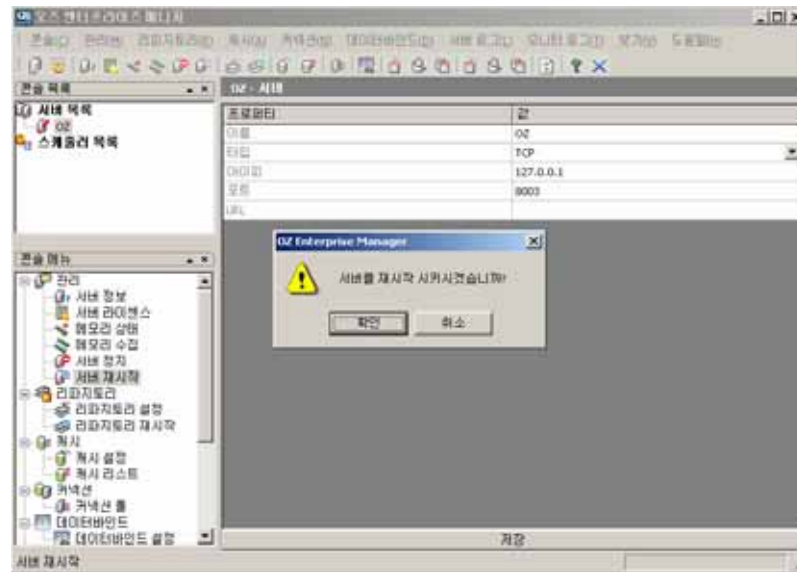 오즈 엔터프라이즈 매니저
콘솔 목록
OZ - 서버
서버 목록
OZ
스케줄러 목록
프로퍼티 값
이름 OZ
타입 TCP
아이피 127.0.0.1
포트 8003
URL
OZ Enterprise Manager
서버를 재시작 시키시겠습니까?
확인 취소
콘솔 메뉴
관리
서버 정보
서버 라이센스
메모리 상태
메모리 수집
서버 정지
서버 재시작
리파지토리
리파지토리 설정
리파지토리 재시작
캐시
캐시 설정
캐시 리스트
커넥션
커넥션 풀
데이터바인드
데이터바인드 설정
저장
서버 재시작